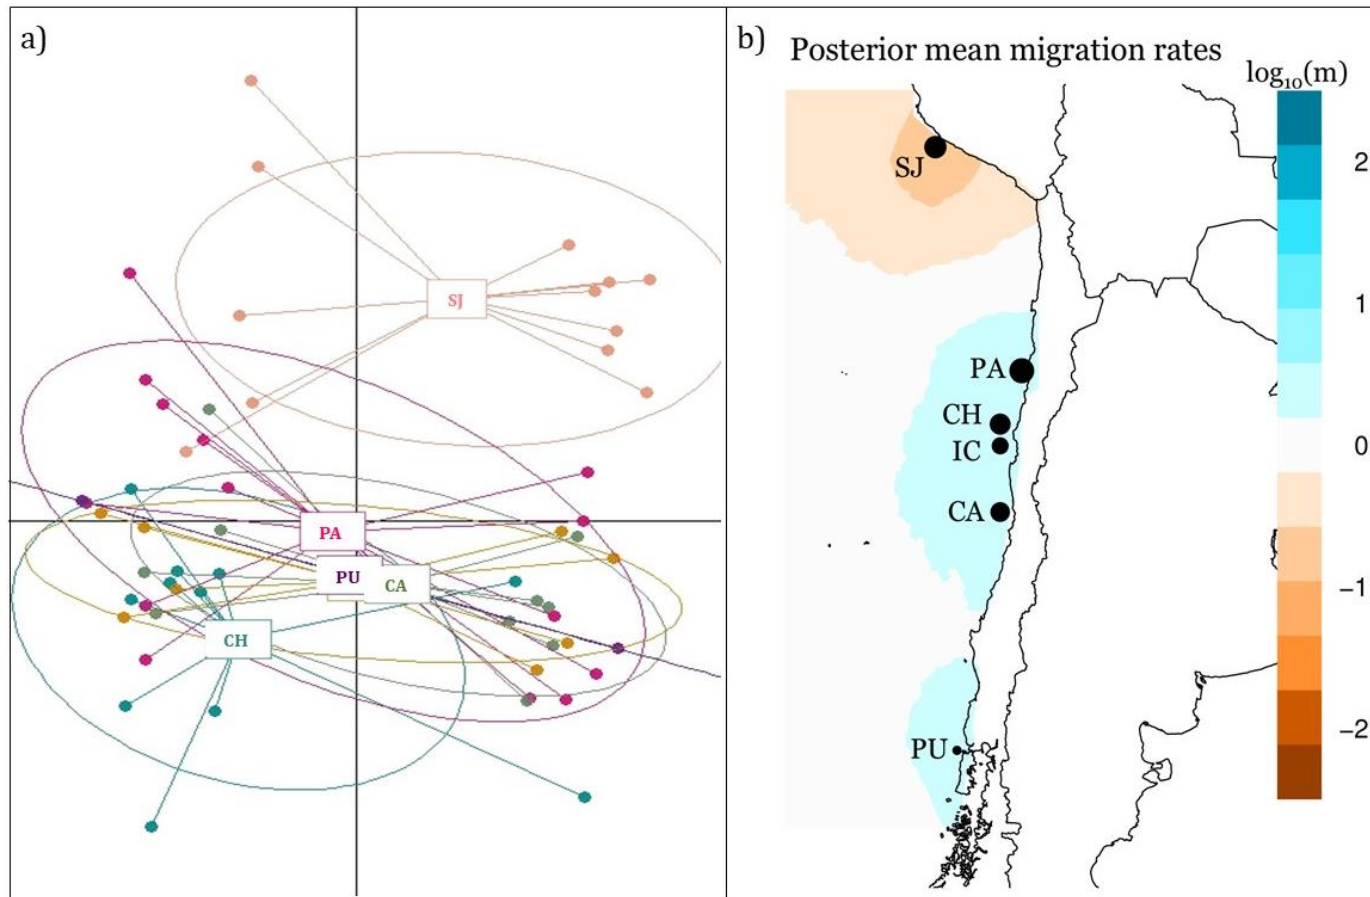 a)
SJ
PA
PU
CA
CH
b)
Posterior mean migration rates
log₁₀(m)
2
1
0
−1
−2
SJ
PA
CH
IC
CA
PU